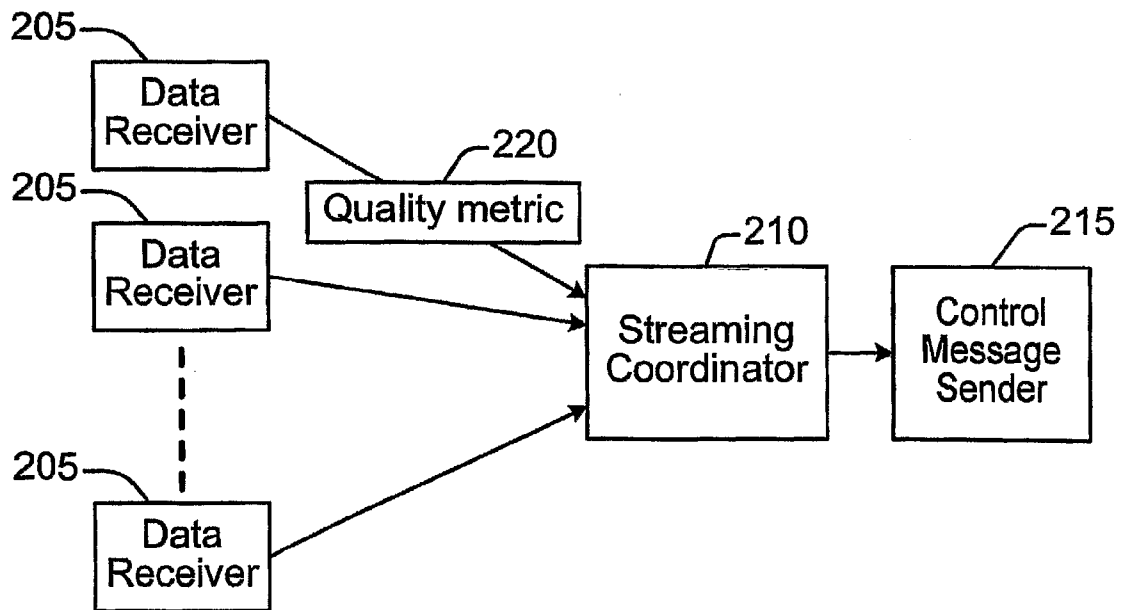 205
Data
Receiver
220
Quality metric
205
Data
Receiver
210
Streaming
Coordinator
215
Control
Message
Sender
205
Data
Receiver